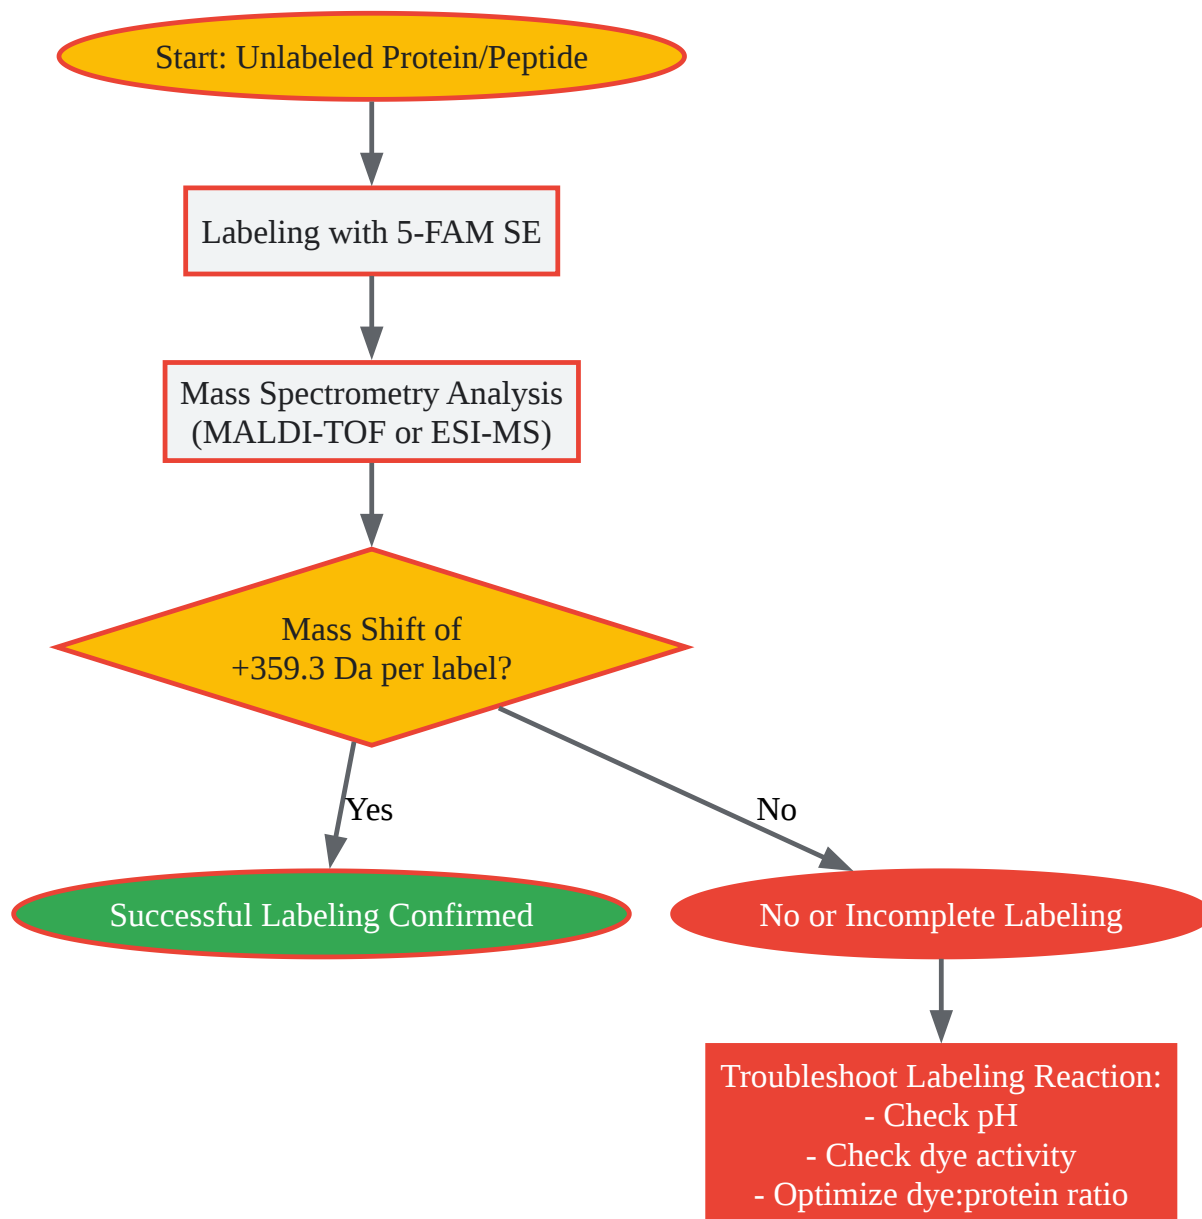 Start: Unlabeled Protein/Peptide
Labeling with 5-FAM SE
Mass Spectrometry Analysis
(MALDI-TOF or ESI-MS)
Mass Shift of
+359.3 Da per label?
Yes
No
Successful Labeling Confirmed
No or Incomplete Labeling
Troubleshoot Labeling Reaction:
- Check pH
- Check dye activity
- Optimize dye:protein ratio